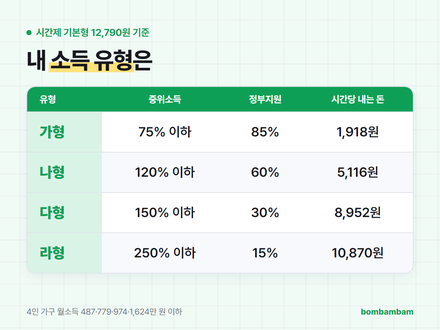 시간제 기본형 12,790원 기준
내 소득 유형은
유형 중위소득 정부지원 시간당 내는 돈
가형 75% 이하 85% 1,918원
나형 120% 이하 60% 5,116원
다형 150% 이하 30% 8,952원
라형 250% 이하 15% 10,870원
4인 가구 월소득 487·779·974·1,624만 원 이하
bombambam